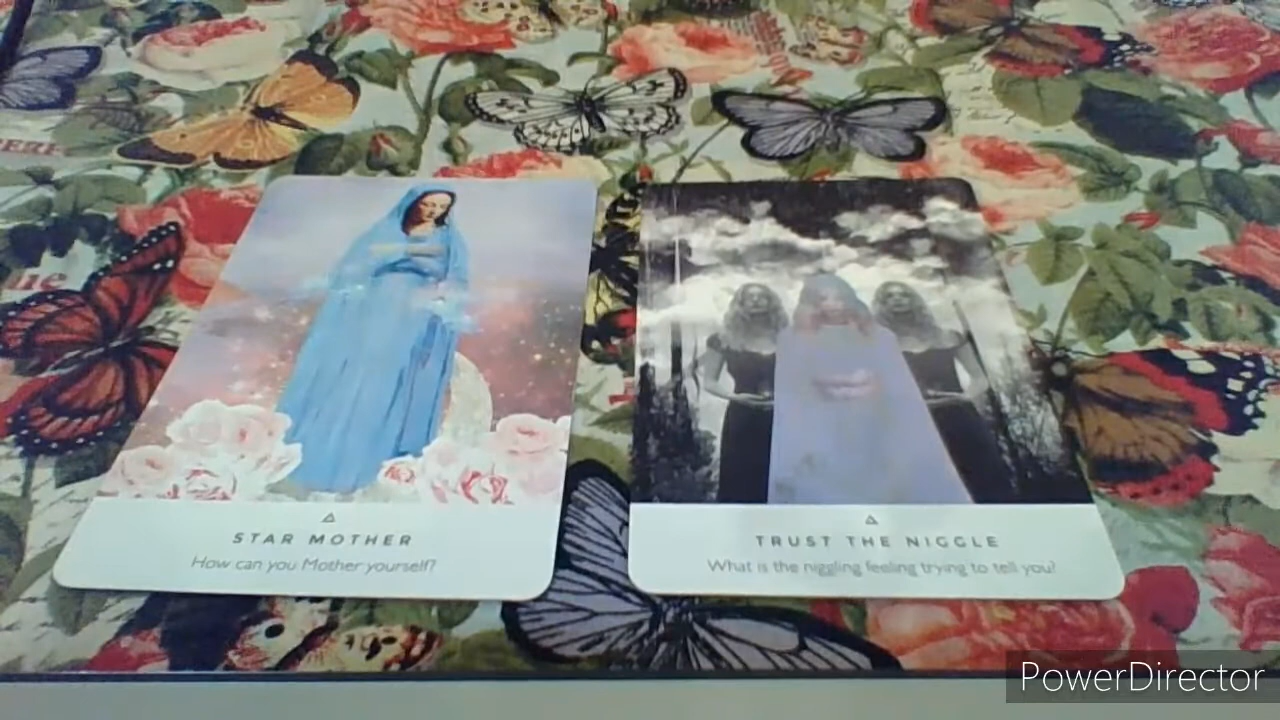 STAR MOTHER
How can you Mother yourself?
TRUST THE NIGGLE
What is the niggling feeling trying to tell you?
PowerDirector